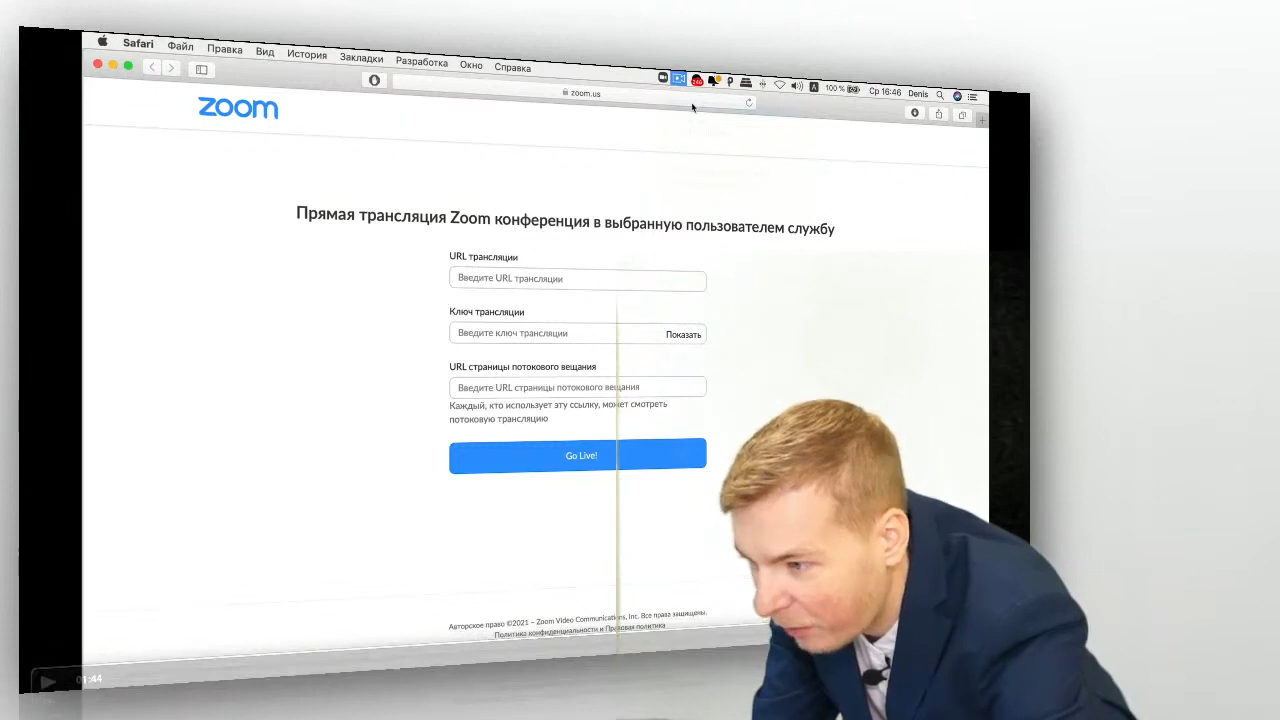 Safari Файл Правка Вид История Закладки Разработка Окно Справка
100 % Ср 16:46 Denis
zoom.us
zoom
Прямая трансляция Zoom конференция в выбранную пользователем службу
URL трансляции
Введите URL трансляции
Ключ трансляции
Введите ключ трансляции Показать
URL страницы потокового вещания
Введите URL страницы потокового вещания
Каждый, кто использует эту ссылку, может смотреть
потоковую трансляцию
Go Live!
Авторское право ©2021 – Zoom Video Communications, Inc. Все права защищены.
Политика конфиденциальности и Правовая политика
01:44